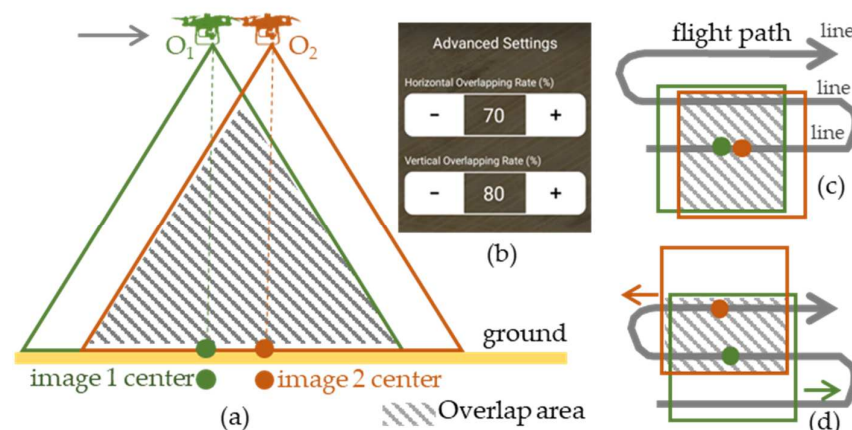 O1
O2
image 1 center
image 2 center
ground
Overlap area
(a)
Advanced Settings
Horizontal Overlapping Rate (%)
- 70 +
Vertical Overlapping Rate (%)
- 80 +
(b)
flight path
line
line
line
(c)
(d)